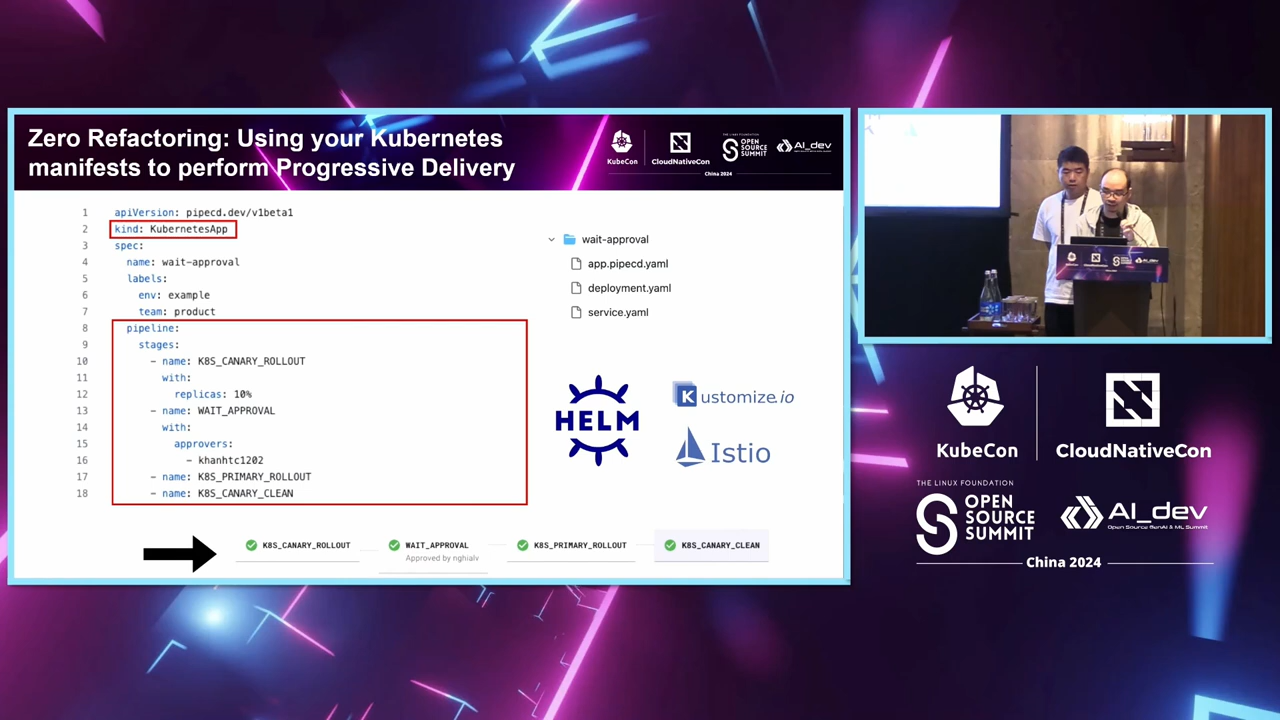 Zero Refactoring: Using your Kubernetes
manifests to perform Progressive Delivery
KubeCon
CloudNativeCon
THE LINUX FOUNDATION
OPEN
SOURCE
SUMMIT
AI_dev
China 2024
1 apiVersion: pipecd.dev/v1beta1
2 kind: KubernetesApp
3 spec:
4 name: wait-approval
5 labels:
6 env: example
7 team: product
8 pipeline:
9 stages:
10 - name: K8S_CANARY_ROLLOUT
11 with:
12 replicas: 10%
13 - name: WAIT_APPROVAL
14 with:
15 approvers:
16 - khanhtc1202
17 - name: K8S_PRIMARY_ROLLOUT
18 - name: K8S_CANARY_CLEAN
wait-approval
app.pipecd.yaml
deployment.yaml
service.yaml
HELM
Kustomize.io
Istio
K8S_CANARY_ROLLOUT
WAIT_APPROVAL
Approved by nghialv
K8S_PRIMARY_ROLLOUT
K8S_CANARY_CLEAN
KubeCon
CloudNativeCon
THE LINUX FOUNDATION
OPEN
SOURCE
SUMMIT
AI_dev
Open Source GenAI & ML Summit
China 2024